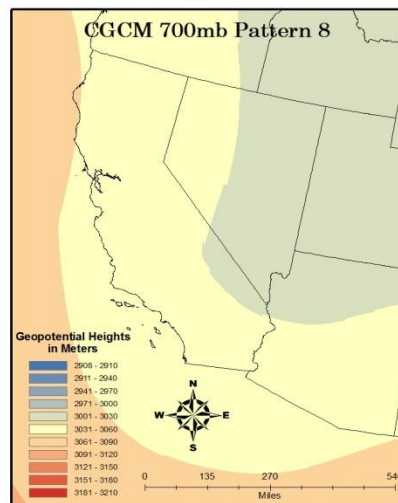 CGCM 700mb Pattern 8
Geopotential Heights
in Meters
2908 - 2910
2911 - 2940
2941 - 2970
2971 - 3000
3001 - 3030
3031 - 3060
3061 - 3090
3091 - 3120
3121 - 3150
3151 - 3180
3181 - 3210
N
W E
S
0 135 270 540
Miles